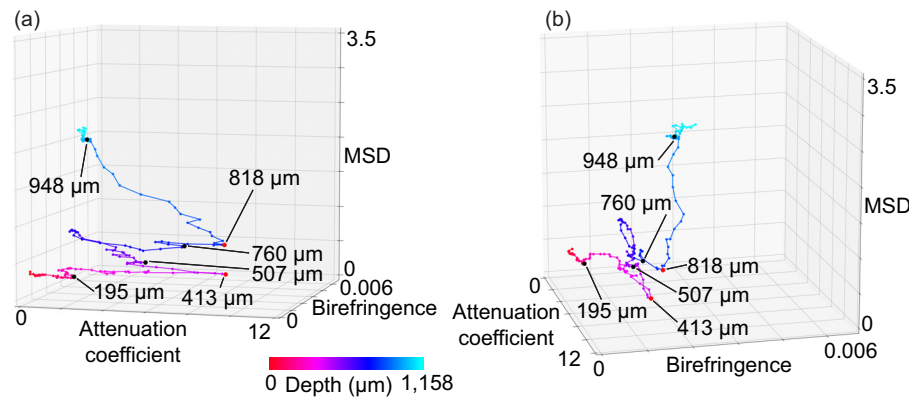 (a)
3.5
MSD
948 µm
818 µm
760 µm
507 µm
195 µm
413 µm
0
0.006
Birefringence
0
0
12
Attenuation
coefficient
(b)
3.5
MSD
948 µm
760 µm
818 µm
507 µm
195 µm
413 µm
0
0
0.006
Attenuation
coefficient
12
0
Birefringence
0 Depth (µm) 1,158